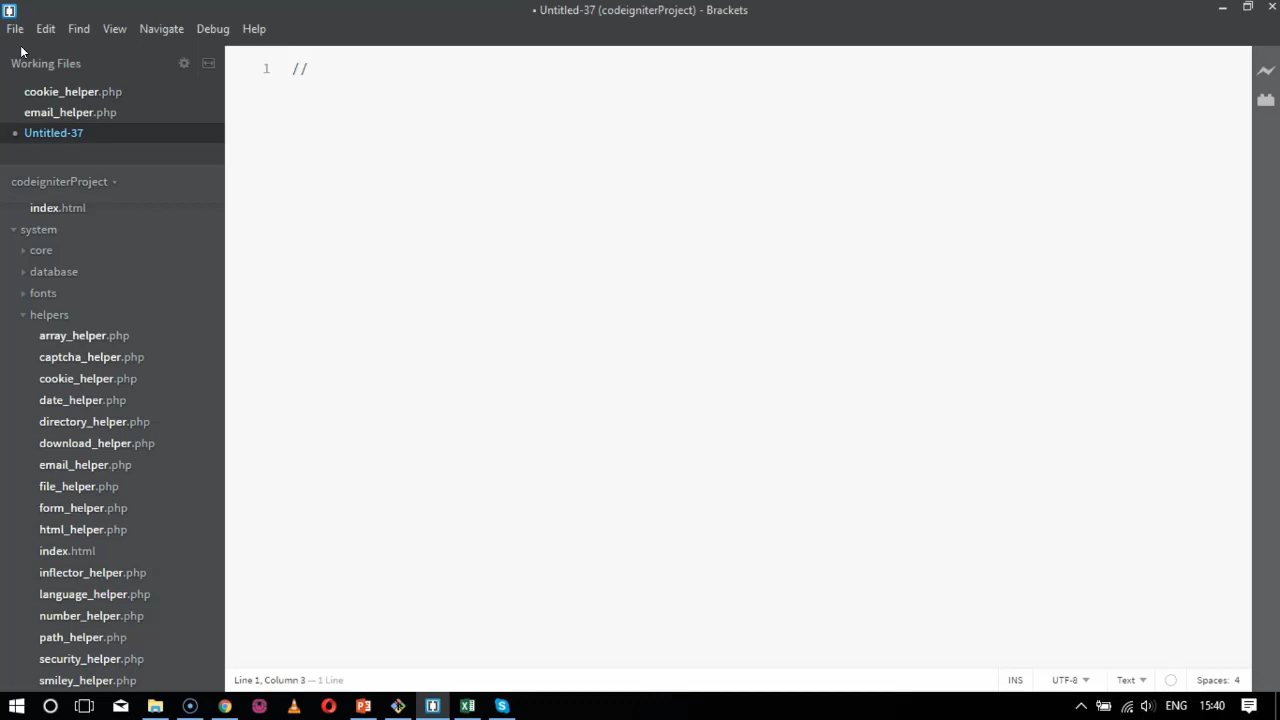 • Untitled-37 (codeigniterProject) - Brackets
File Edit Find View Navigate Debug Help
Working Files
cookie_helper.php
email_helper.php
Untitled-37
codeigniterProject
index.html
system
core
database
fonts
helpers
array_helper.php
captcha_helper.php
cookie_helper.php
date_helper.php
directory_helper.php
download_helper.php
email_helper.php
file_helper.php
form_helper.php
html_helper.php
index.html
inflector_helper.php
language_helper.php
number_helper.php
path_helper.php
security_helper.php
smiley_helper.php
1 //
Line 1, Column 3 — 1 Line
INS UTF-8 Text Spaces: 4
ENG 15:40